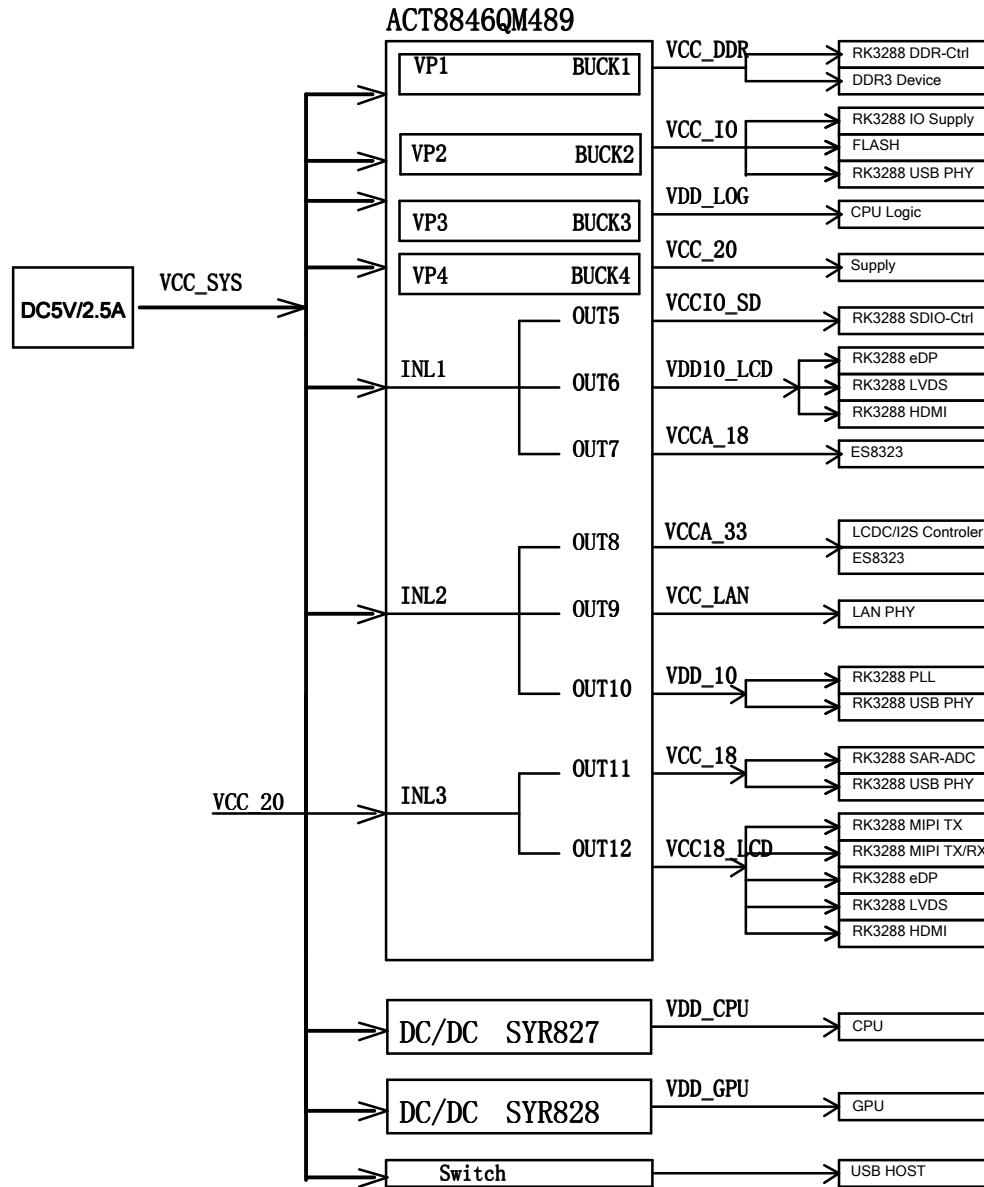 ACT8846QM489
VP1 BUCK1 VCC_DDR RK3288 DDR-Ctrl
DDR3 Device
VP2 BUCK2 VCC_IO RK3288 IO Supply
FLASH
RK3288 USB PHY
VP3 BUCK3 VDD_LOG CPU Logic
VP4 BUCK4 VCC_20 Supply
DC5V/2.5A VCC_SYS
OUT5 VCCIO_SD RK3288 SDIO-Ctrl
INL1 OUT6 VDD10_LCD RK3288 eDP
RK3288 LVDS
RK3288 HDMI
OUT7 VCCA_18 ES8323
OUT8 VCCA_33 LCDC/I2S Controler
ES8323
INL2 OUT9 VCC_LAN LAN PHY
OUT10 VDD_10 RK3288 PLL
RK3288 USB PHY
OUT11 VCC_18 RK3288 SAR-ADC
RK3288 USB PHY
VCC_20 INL3
OUT12 VCC18_LCD RK3288 MIPI TX
RK3288 MIPI TX/RX
RK3288 eDP
RK3288 LVDS
RK3288 HDMI
DC/DC SYR827 VDD_CPU CPU
DC/DC SYR828 VDD_GPU GPU
Switch USB HOST